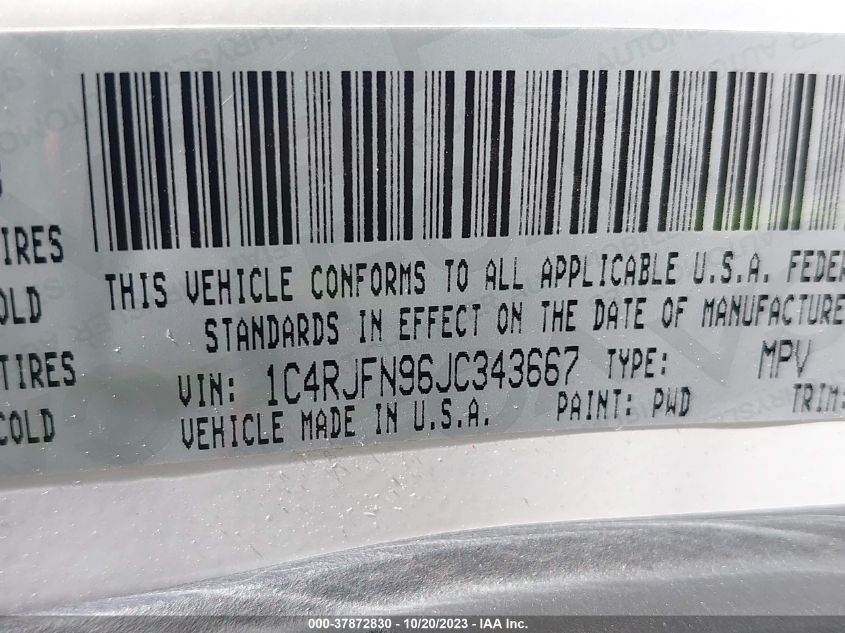 IRES
OLD
TIRES
COLD
THIS VEHICLE CONFORMS TO ALL APPLICABLE U.S.A. FEDER
STANDARDS IN EFFECT ON THE DATE OF MANUFACTURE
VIN: 1C4RJFN96JC343667 TYPE: MPV
VEHICLE MADE IN U.S.A. PAINT: PWD TRIM:
000-37872830 - 10/20/2023 - IAA Inc.